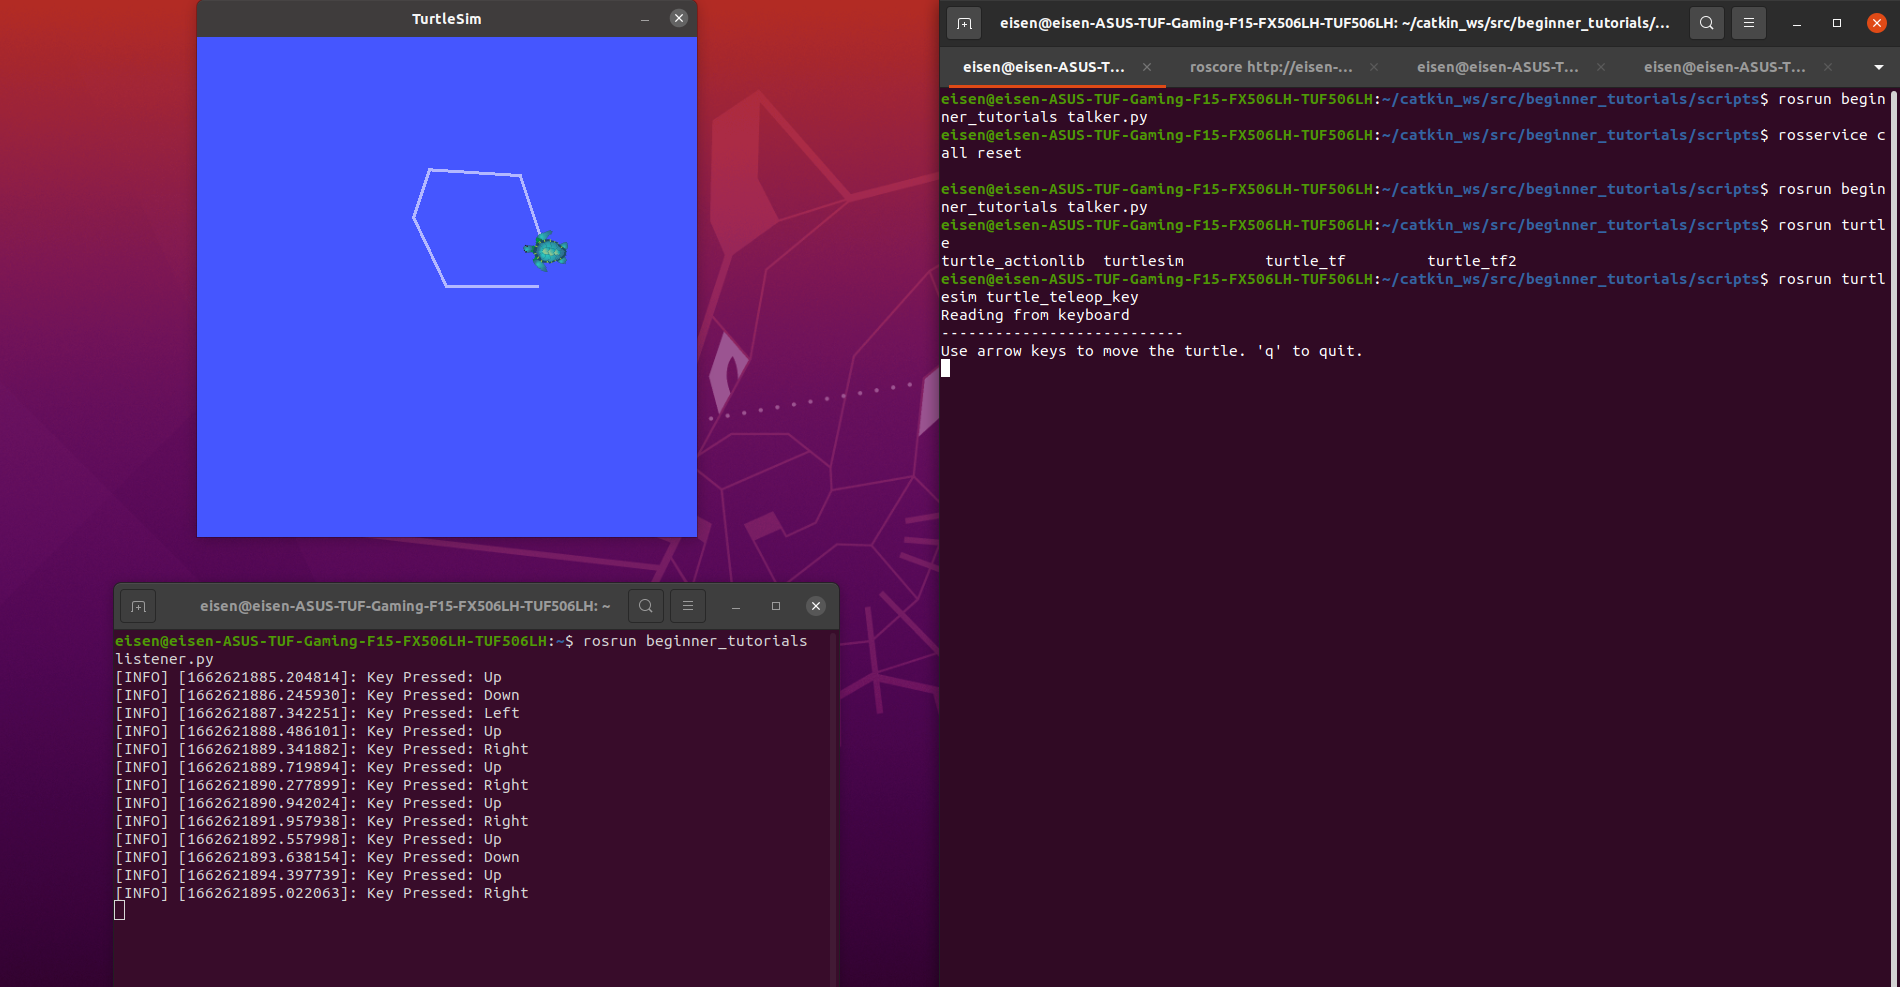 TurtleSim
eisen@eisen-ASUS-TUF-Gaming-F15-FX506LH-TUF506LH: ~/catkin_ws/src/beginner_tutorials/...
eisen@eisen-ASUS-T...
roscore http://eisen-...
eisen@eisen-ASUS-T...
eisen@eisen-ASUS-T...
eisen@eisen-ASUS-TUF-Gaming-F15-FX506LH-TUF506LH:~/catkin_ws/src/beginner_tutorials/scripts$ rosrun begin
ner_tutorials talker.py
eisen@eisen-ASUS-TUF-Gaming-F15-FX506LH-TUF506LH:~/catkin_ws/src/beginner_tutorials/scripts$ rosservice c
all reset
eisen@eisen-ASUS-TUF-Gaming-F15-FX506LH-TUF506LH:~/catkin_ws/src/beginner_tutorials/scripts$ rosrun begin
ner_tutorials talker.py
eisen@eisen-ASUS-TUF-Gaming-F15-FX506LH-TUF506LH:~/catkin_ws/src/beginner_tutorials/scripts$ rosrun turtl
e
turtle_actionlib  turtlesim         turtle_tf         turtle_tf2
eisen@eisen-ASUS-TUF-Gaming-F15-FX506LH-TUF506LH:~/catkin_ws/src/beginner_tutorials/scripts$ rosrun turtl
esim turtle_teleop_key
Reading from keyboard
---------------------------
Use arrow keys to move the turtle. 'q' to quit.
eisen@eisen-ASUS-TUF-Gaming-F15-FX506LH-TUF506LH: ~
eisen@eisen-ASUS-TUF-Gaming-F15-FX506LH-TUF506LH:~$ rosrun beginner_tutorials
listener.py
[INFO] [1662621885.204814]: Key Pressed: Up
[INFO] [1662621886.245930]: Key Pressed: Down
[INFO] [1662621887.342251]: Key Pressed: Left
[INFO] [1662621888.486101]: Key Pressed: Up
[INFO] [1662621889.341882]: Key Pressed: Right
[INFO] [1662621889.719894]: Key Pressed: Up
[INFO] [1662621890.277899]: Key Pressed: Right
[INFO] [1662621890.942024]: Key Pressed: Up
[INFO] [1662621891.957938]: Key Pressed: Right
[INFO] [1662621892.557998]: Key Pressed: Up
[INFO] [1662621893.638154]: Key Pressed: Down
[INFO] [1662621894.397739]: Key Pressed: Up
[INFO] [1662621895.022063]: Key Pressed: Right